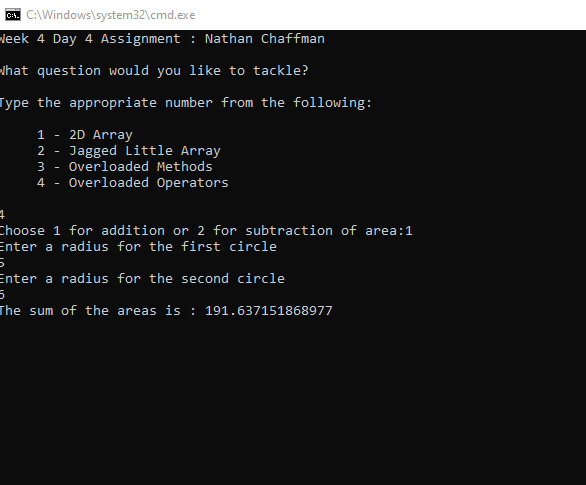 C:\Windows\system32\cmd.exe
Week 4 Day 4 Assignment : Nathan Chaffman
What question would you like to tackle?
Type the appropriate number from the following:
1 - 2D Array
2 - Jagged Little Array
3 - Overloaded Methods
4 - Overloaded Operators
4
Choose 1 for addition or 2 for subtraction of area:1
Enter a radius for the first circle
5
Enter a radius for the second circle
6
The sum of the areas is : 191.637151868977